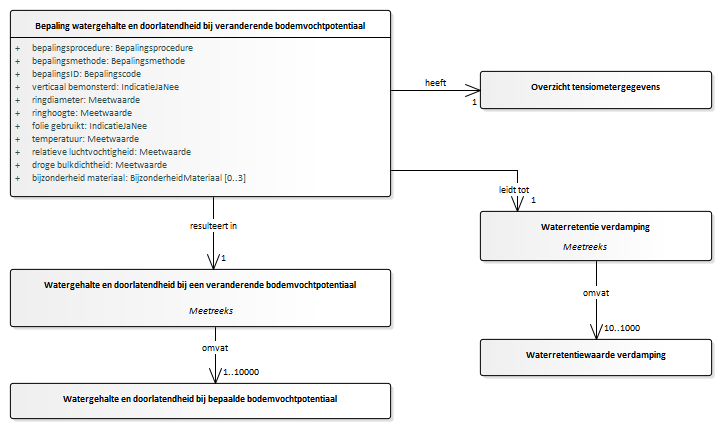 Bepaling watergehalte en doorlatendheid bij veranderende bodemvochtpotentiaal
+ bepalingsprocedure: Bepalingsprocedure
+ bepalingsmethode: Bepalingsmethode
+ bepalingsID: Bepalingscode
+ verticaal bemonsterd: IndicatieJaNee
+ ringdiameter: Meetwaarde
+ ringhoogte: Meetwaarde
+ folie gebruikt: IndicatieJaNee
+ temperatuur: Meetwaarde
+ relatieve luchtvochtigheid: Meetwaarde
+ droge bulkdichtheid: Meetwaarde
+ bijzonderheid materiaal: BijzonderheidMateriaal [0..3]
heeft
1
Overzicht tensiometergegevens
leidt tot
1
Waterretentie verdamping
Meetreeks
omvat
10..1000
Waterretentiewaarde verdamping
resulteert in
1
Watergehalte en doorlatendheid bij een veranderende bodemvochtpotentiaal
Meetreeks
omvat
1..10000
Watergehalte en doorlatendheid bij bepaalde bodemvochtpotentiaal